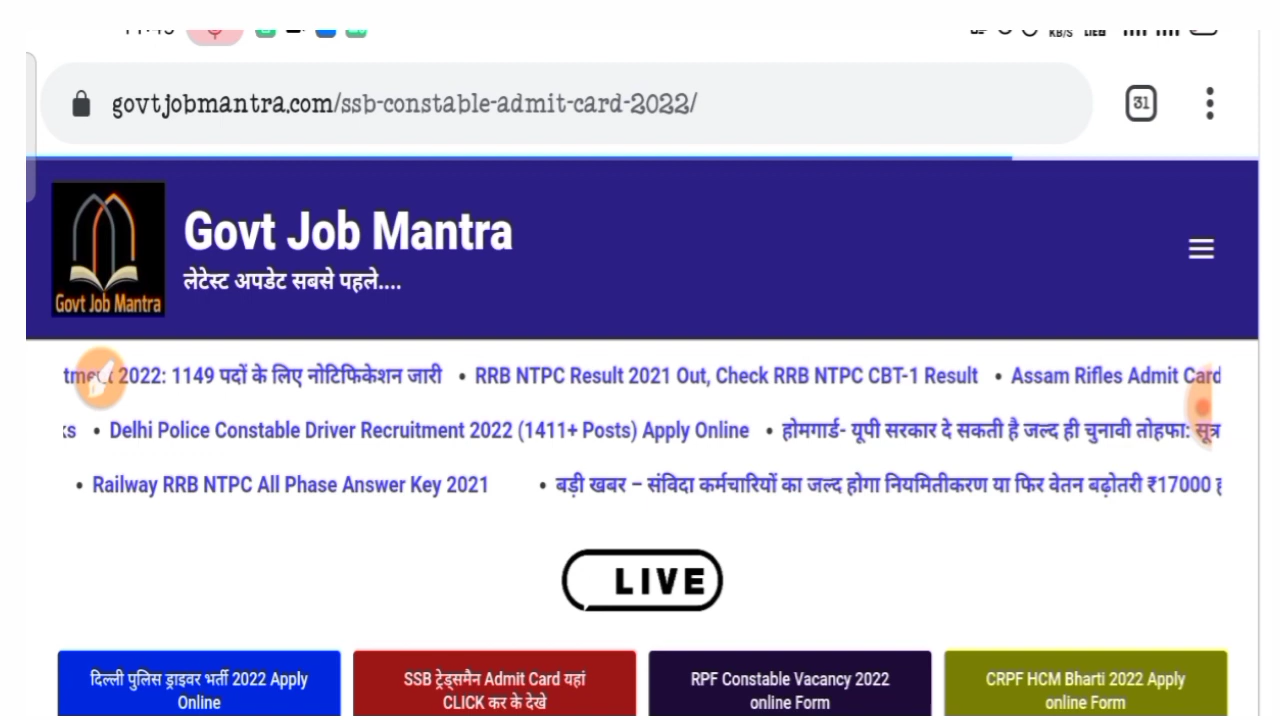 31
govtjobmantra.com/ssb-constable-admit-card-2022/
Govt Job Mantra
लेटेस्ट अपडेट सबसे पहले....
Govt Job Mantra
2022: 1149 पदों के लिए नोटिफिकेशन जारी • RRB NTPC Result 2021 Out, Check RRB NTPC CBT-1 Result • Assam Rifles Admit Card
• Delhi Police Constable Driver Recruitment 2022 (1411+ Posts) Apply Online • होमगार्ड- यूपी सरकार दे सकती है जल्द ही चुनावी तोहफा: सूत्र
• Railway RRB NTPC All Phase Answer Key 2021 • बड़ी खबर – संविदा कर्मचारियों का जल्द होगा नियमितीकरण या फिर वेतन बढ़ोतरी ₹17000
LIVE
दिल्ली पुलिस ड्राइवर भर्ती 2022 Apply
Online
SSB ट्रेड्समैन Admit Card यहां
CLICK कर के देखे
RPF Constable Vacancy 2022
online Form
CRPF HCM Bharti 2022 Apply
online Form